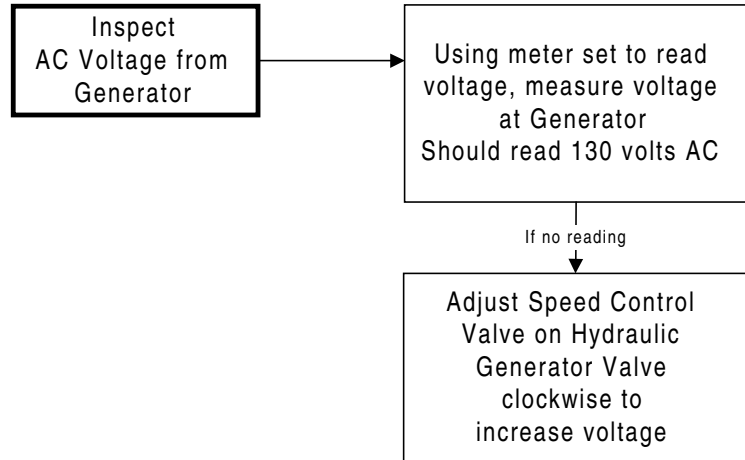 Inspect
AC Voltage from
Generator
Using meter set to read
voltage, measure voltage
at Generator
Should read 130 volts AC
If no reading
Adjust Speed Control
Valve on Hydraulic
Generator Valve
clockwise to
increase voltage